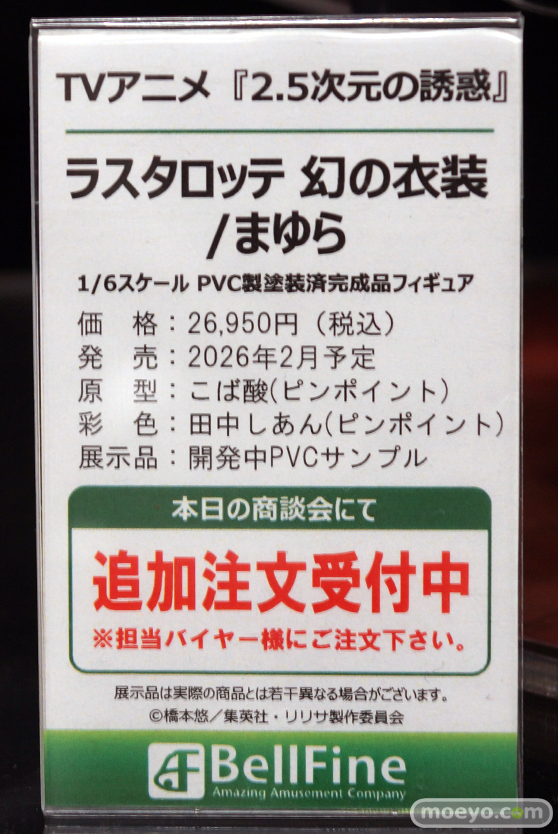 TVアニメ『2.5次元の誘惑』
ラスタロッテ 幻の衣装
/まゆら
1/6スケール PVC製塗装済完成品フィギュア
価　格：26,950円（税込）
発　売：2026年2月予定
原　型：こば酸(ピンポイント)
彩　色：田中しあん(ピンポイント)
展示品：開発中PVCサンプル
本日の商談会にて
追加注文受付中
※担当バイヤー様にご注文下さい。
展示品は実際の商品とは若干異なる場合がございます。
©橋本悠／集英社・リリサ製作委員会
BellFine
Amazing Amusement Company
moeyo.com